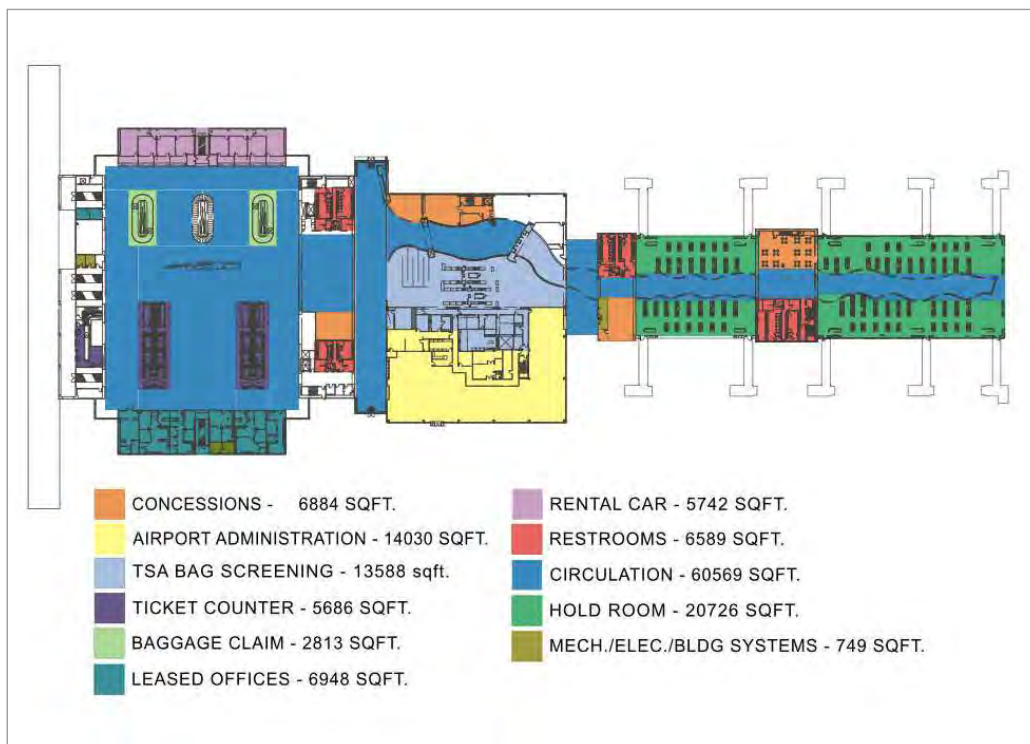 CONCESSIONS - 6884 SQFT.
AIRPORT ADMINISTRATION - 14030 SQFT.
TSA BAG SCREENING - 13588 sqft.
TICKET COUNTER - 5686 SQFT.
BAGGAGE CLAIM - 2813 SQFT.
LEASED OFFICES - 6948 SQFT.
RENTAL CAR - 5742 SQFT.
RESTROOMS - 6589 SQFT.
CIRCULATION - 60569 SQFT.
HOLD ROOM - 20726 SQFT.
MECH./ELEC./BLDG SYSTEMS - 749 SQFT.